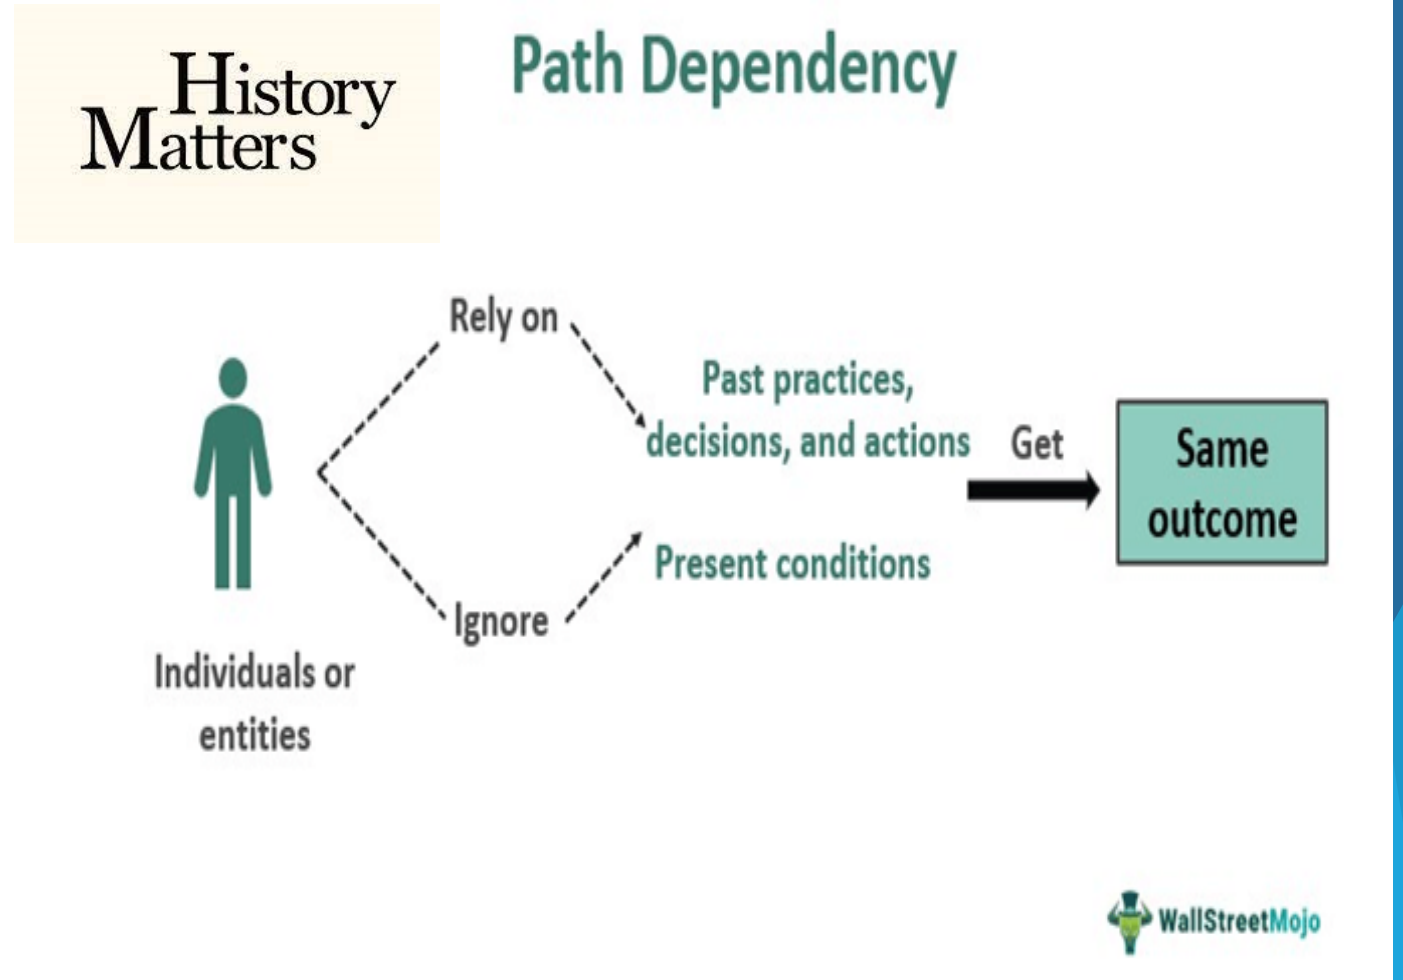 History
Matters
Path Dependency
Rely on
Past practices,
decisions, and actions
Get
Same
outcome
Present conditions
Ignore
Individuals or
entities
WallStreetMojo